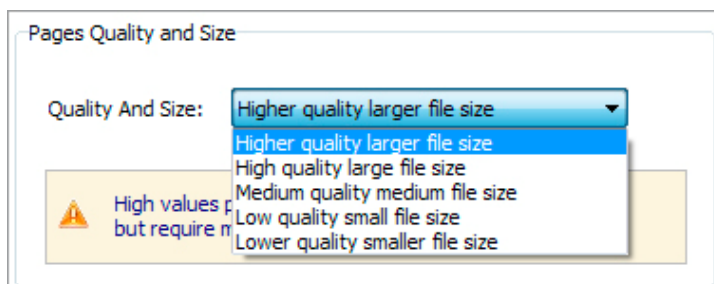 Pages Quality and Size
Quality And Size: Higher quality larger file size
Higher quality larger file size
High quality large file size
Medium quality medium file size
Low quality small file size
Lower quality smaller file size
High values
but require